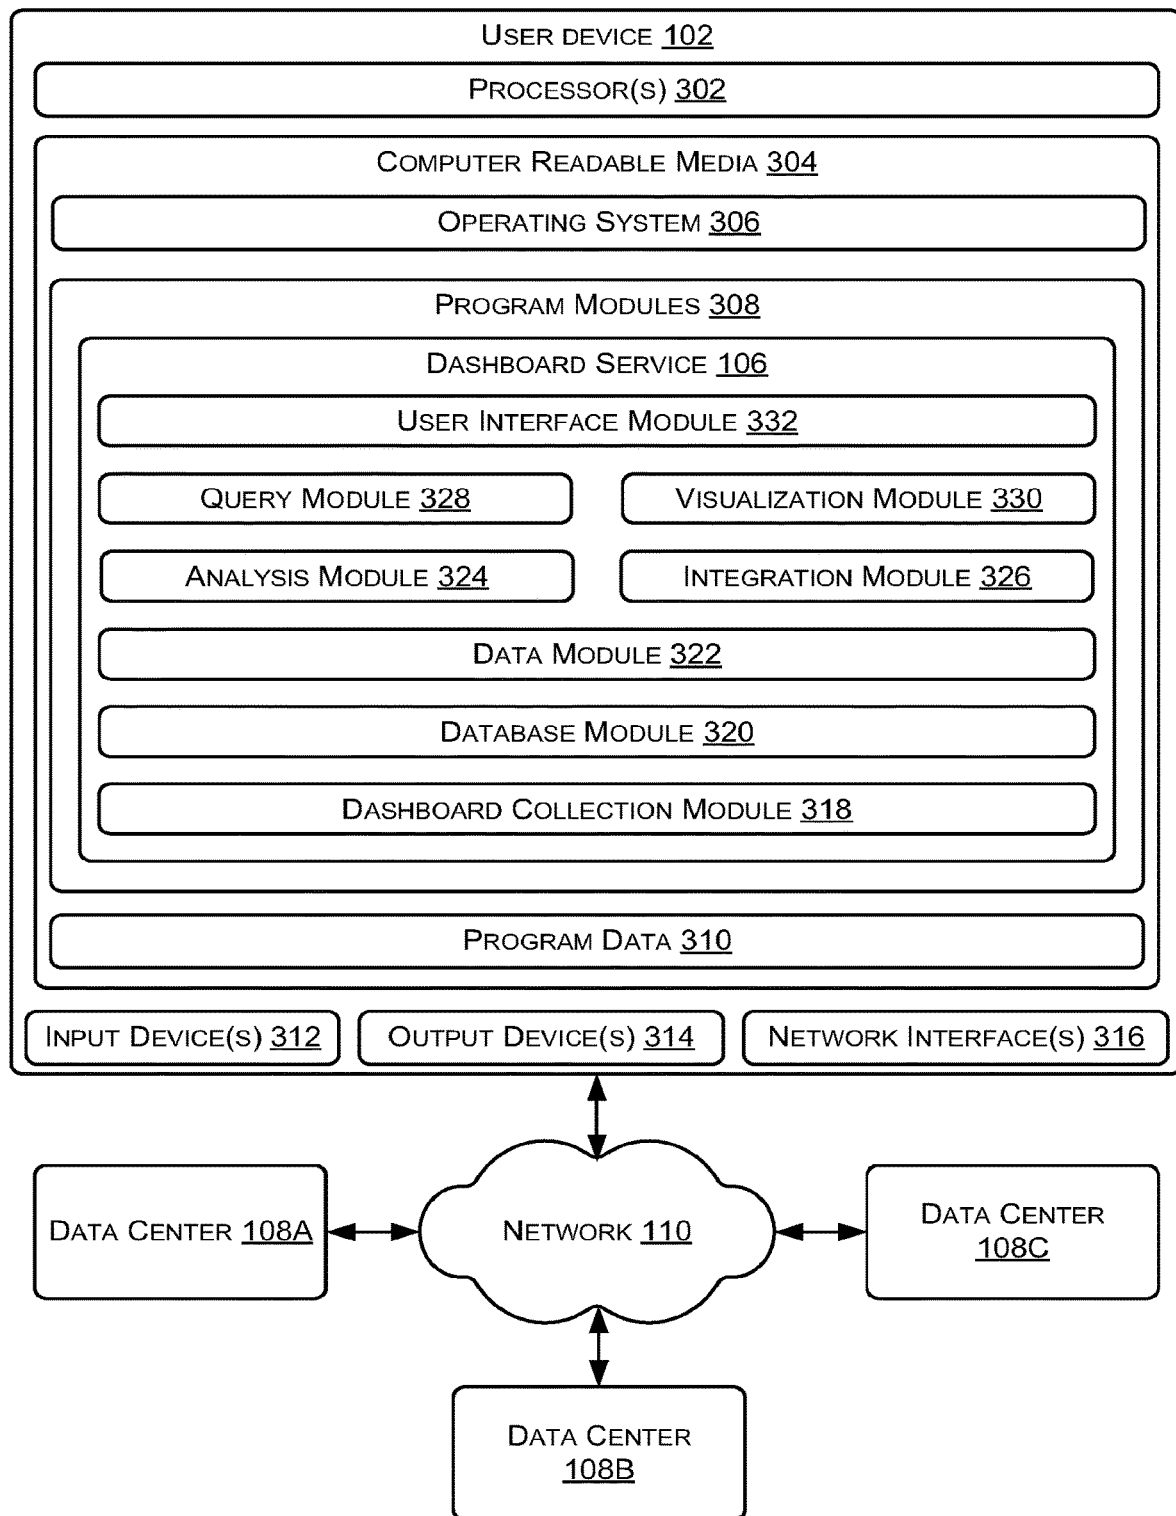 USER DEVICE 102
PROCESSOR(S) 302
COMPUTER READABLE MEDIA 304
OPERATING SYSTEM 306
PROGRAM MODULES 308
DASHBOARD SERVICE 106
USER INTERFACE MODULE 332
QUERY MODULE 328
VISUALIZATION MODULE 330
ANALYSIS MODULE 324
INTEGRATION MODULE 326
DATA MODULE 322
DATABASE MODULE 320
DASHBOARD COLLECTION MODULE 318
PROGRAM DATA 310
INPUT DEVICE(S) 312
OUTPUT DEVICE(S) 314
NETWORK INTERFACE(S) 316
DATA CENTER 108A
NETWORK 110
DATA CENTER
108C
DATA CENTER
108B